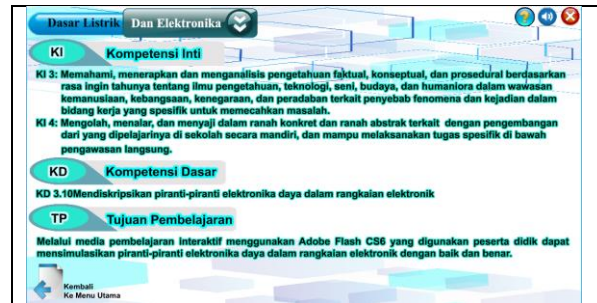 Dasar Listrik Dan Elektronika
KI Kompetensi Inti
KI 3: Memahami, menerapkan dan menganalisis pengetahuan faktual, konseptual, dan prosedural berdasarkan
rasa ingin tahunya tentang ilmu pengetahuan, teknologi, seni, budaya, dan humaniora dalam wawasan
kemanusiaan, kebangsaan, kenegaraan, dan peradaban terkait penyebab fenomena dan kejadian dalam
bidang kerja yang spesifik untuk memecahkan masalah.
KI 4: Mengolah, menalar, dan menyaji dalam ranah konkret dan ranah abstrak terkait dengan pengembangan
dari yang dipelajarinya di sekolah secara mandiri, dan mampu melaksanakan tugas spesifik di bawah
pengawasan langsung.
KD Kompetensi Dasar
KD 3.10Mendiskripsikan piranti-piranti elektronika daya dalam rangkaian elektronik
TP Tujuan Pembelajaran
Melalui media pembelajaran interaktif menggunakan Adobe Flash CS6 yang digunakan peserta didik dapat
mensimulasikan piranti-piranti elektronika daya dalam rangkaian elektronik dengan baik dan benar.
Kembali
Ke Menu Utama